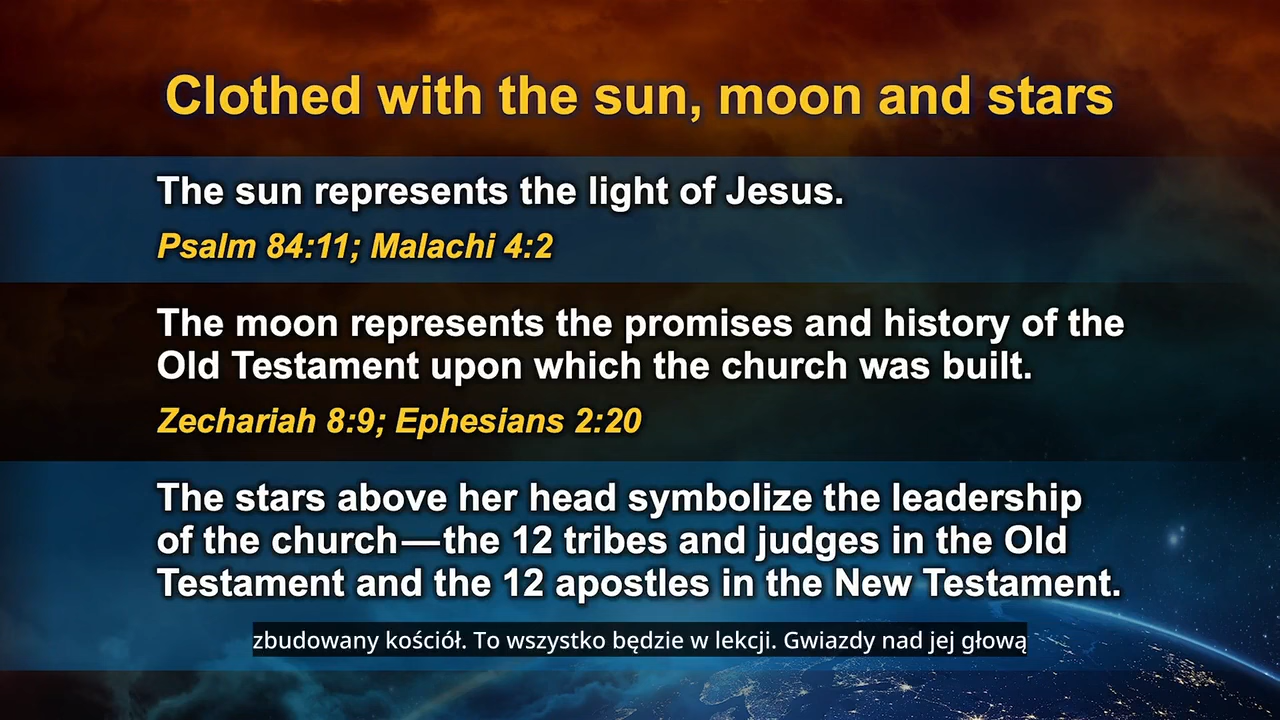 Clothed with the sun, moon and stars
The sun represents the light of Jesus.
Psalm 84:11; Malachi 4:2
The moon represents the promises and history of the
Old Testament upon which the church was built.
Zechariah 8:9; Ephesians 2:20
The stars above her head symbolize the leadership
of the church—the 12 tribes and judges in the Old
Testament and the 12 apostles in the New Testament.
zbudowany kościół. To wszystko będzie w lekcji. Gwiazdy nad jej głową